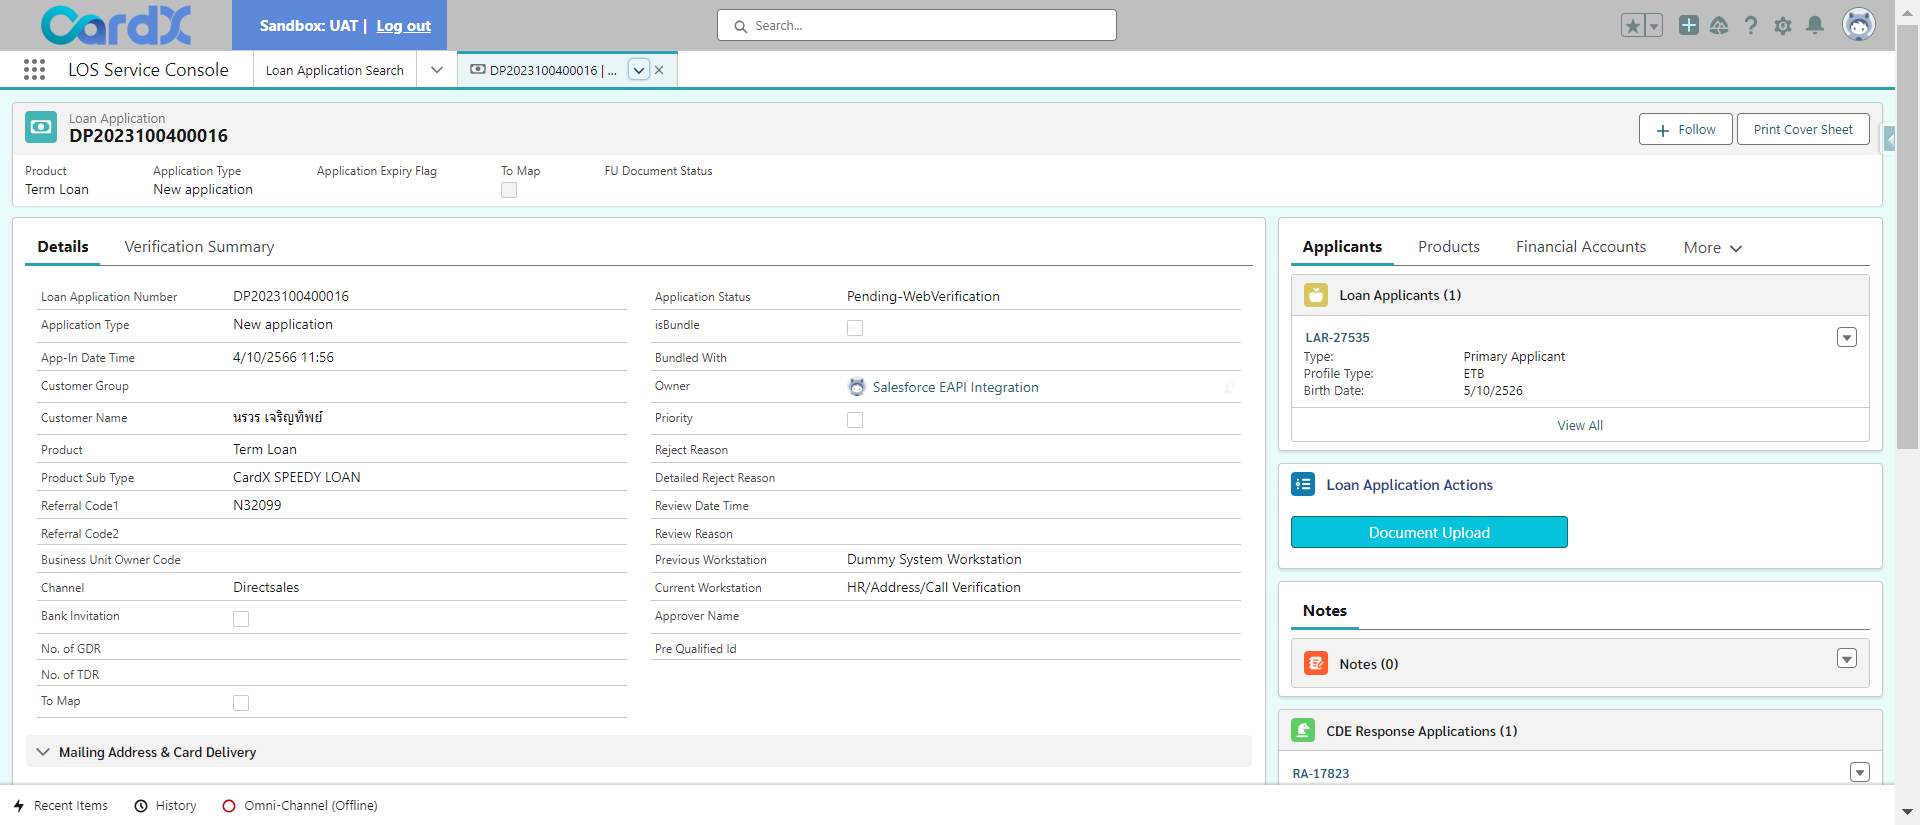 CardX
Sandbox: UAT | Log out
Search...
LOS Service Console
Loan Application Search
DP2023100400016 | ...
Loan Application
DP2023100400016
Follow
Print Cover Sheet
Product
Application Type
Application Expiry Flag
To Map
FU Document Status
Term Loan
New application
Details
Verification Summary
Loan Application Number DP2023100400016
Application Type New application
App-In Date Time 4/10/2566 11:56
Customer Group
Customer Name นรวร เจริญทิพย์
Product Term Loan
Product Sub Type CardX SPEEDY LOAN
Referral Code1 N32099
Referral Code2
Business Unit Owner Code
Channel Directsales
Bank Invitation
No. of GDR
No. of TDR
To Map
Application Status Pending-WebVerification
isBundle
Bundled With
Owner Salesforce EAPI Integration
Priority
Reject Reason
Detailed Reject Reason
Review Date Time
Review Reason
Previous Workstation Dummy System Workstation
Current Workstation HR/Address/Call Verification
Approver Name
Pre Qualified Id
Mailing Address & Card Delivery
Applicants
Products
Financial Accounts
More
Loan Applicants (1)
LAR-27535
Type: Primary Applicant
Profile Type: ETB
Birth Date: 5/10/2526
View All
Loan Application Actions
Document Upload
Notes
Notes (0)
CDE Response Applications (1)
RA-17823
Recent Items
History
Omni-Channel (Offline)